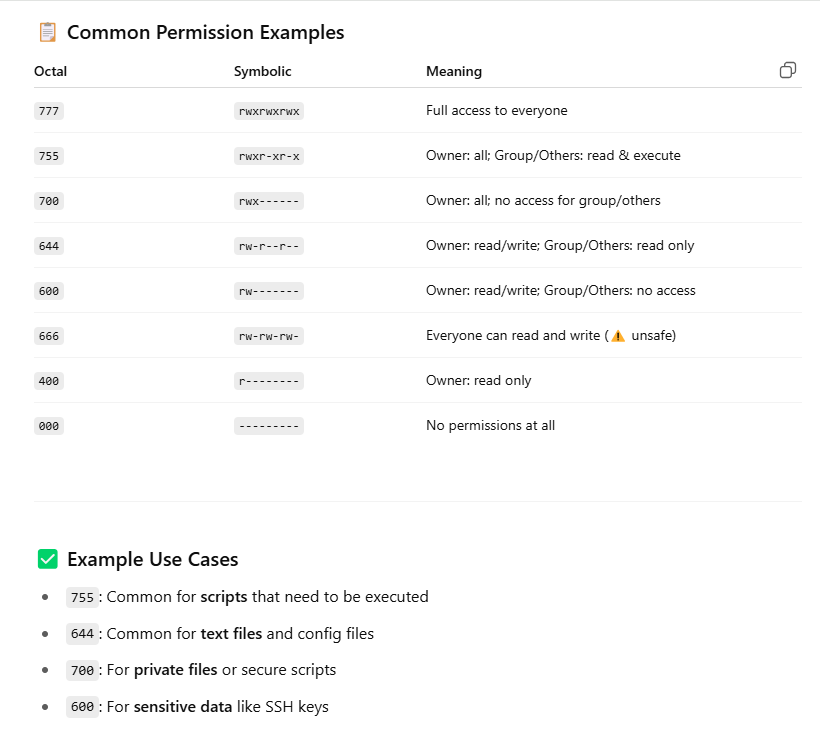 📋 Common Permission Examples
Octal Symbolic Meaning
777 rwxrwxrwx Full access to everyone
755 rwxr-xr-x Owner: all; Group/Others: read & execute
700 rwx------ Owner: all; no access for group/others
644 rw-r--r-- Owner: read/write; Group/Others: read only
600 rw------- Owner: read/write; Group/Others: no access
666 rw-rw-rw- Everyone can read and write (⚠️ unsafe)
400 r-------- Owner: read only
000 --------- No permissions at all
✅ Example Use Cases
• 755: Common for scripts that need to be executed
• 644: Common for text files and config files
• 700: For private files or secure scripts
• 600: For sensitive data like SSH keys